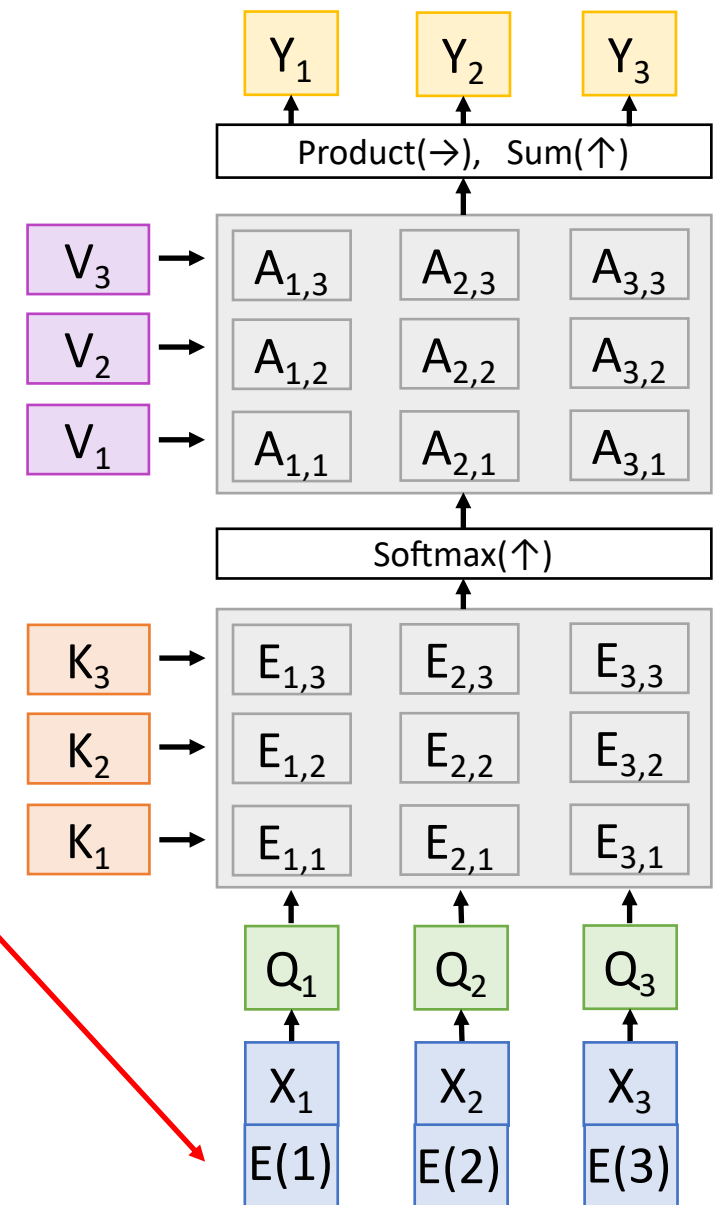 Y₁ Y₂ Y₃
Product(→), Sum(↑)
V₃ A₁,₃ A₂,₃ A₃,₃
V₂ A₁,₂ A₂,₂ A₃,₂
V₁ A₁,₁ A₂,₁ A₃,₁
Softmax(↑)
K₃ E₁,₃ E₂,₃ E₃,₃
K₂ E₁,₂ E₂,₂ E₃,₂
K₁ E₁,₁ E₂,₁ E₃,₁
Q₁ Q₂ Q₃
X₁ X₂ X₃
E(1) E(2) E(3)